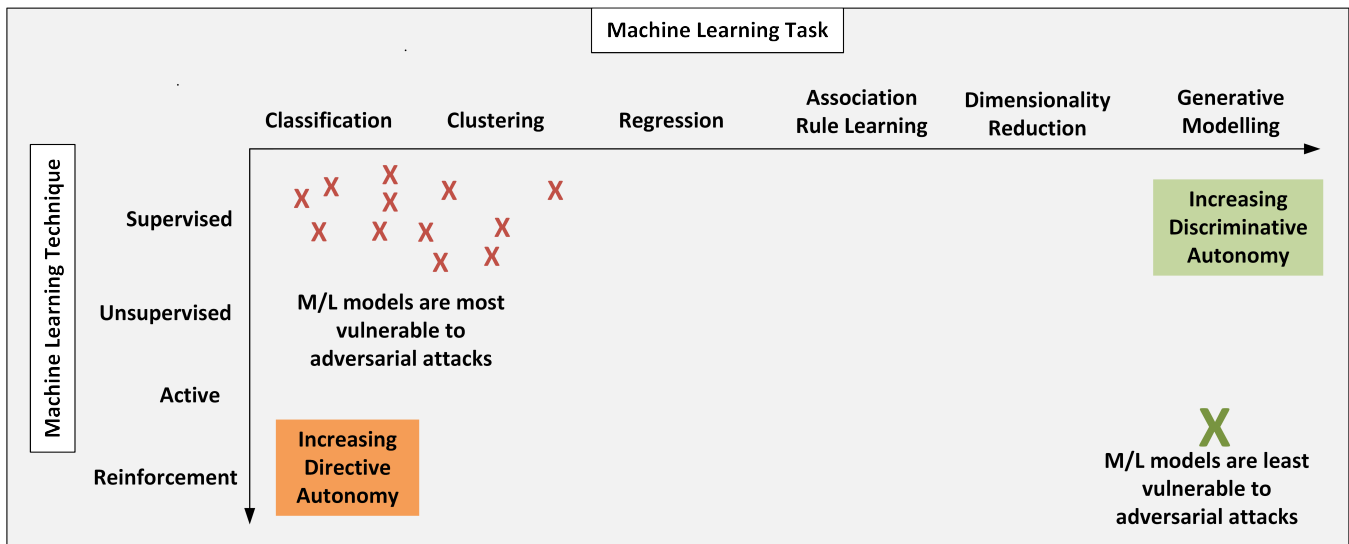 Machine Learning Task
Classification
Clustering
Regression
Association
Rule Learning
Dimensionality
Reduction
Generative
Modelling
Machine Learning Technique
Supervised
Unsupervised
Active
Reinforcement
X
X
X
X
X
X
X
X
X
X
X
X
Increasing
Discriminative
Autonomy
M/L models are most
vulnerable to
adversarial attacks
Increasing
Directive
Autonomy
X
M/L models are least
vulnerable to
adversarial attacks